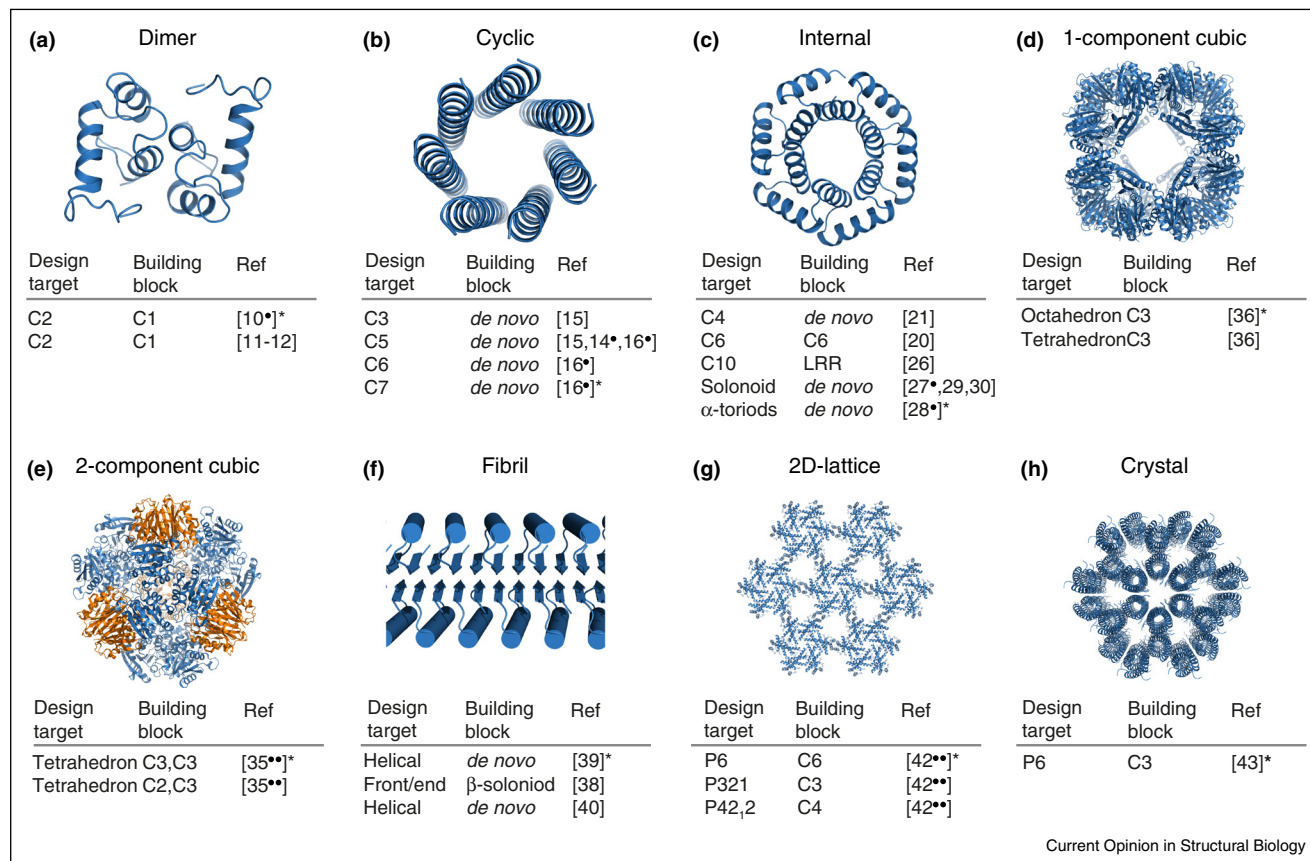 (a) Dimer
Design target Building block Ref
C2 C1 [10•]*
C2 C1 [11-12]
(b) Cyclic
Design target Building block Ref
C3 de novo [15]
C5 de novo [15,14•,16•]
C6 de novo [16•]
C7 de novo [16•]*
(c) Internal
Design target Building block Ref
C4 de novo [21]
C6 C6 [20]
C10 LRR [26]
Solonoid de novo [27•,29,30]
α-toriods de novo [28•]*
(d) 1-component cubic
Design target Building block Ref
Octahedron C3 [36]*
TetrahedronC3 [36]
(e) 2-component cubic
Design target Building block Ref
Tetrahedron C3,C3 [35••]*
Tetrahedron C2,C3 [35••]
(f) Fibril
Design target Building block Ref
Helical de novo [39]*
Front/end β-soloniod [38]
Helical de novo [40]
(g) 2D-lattice
Design target Building block Ref
P6 C6 [42••]*
P321 C3 [42••]
P42₁2 C4 [42••]
(h) Crystal
Design target Building block Ref
P6 C3 [43]*
Current Opinion in Structural Biology